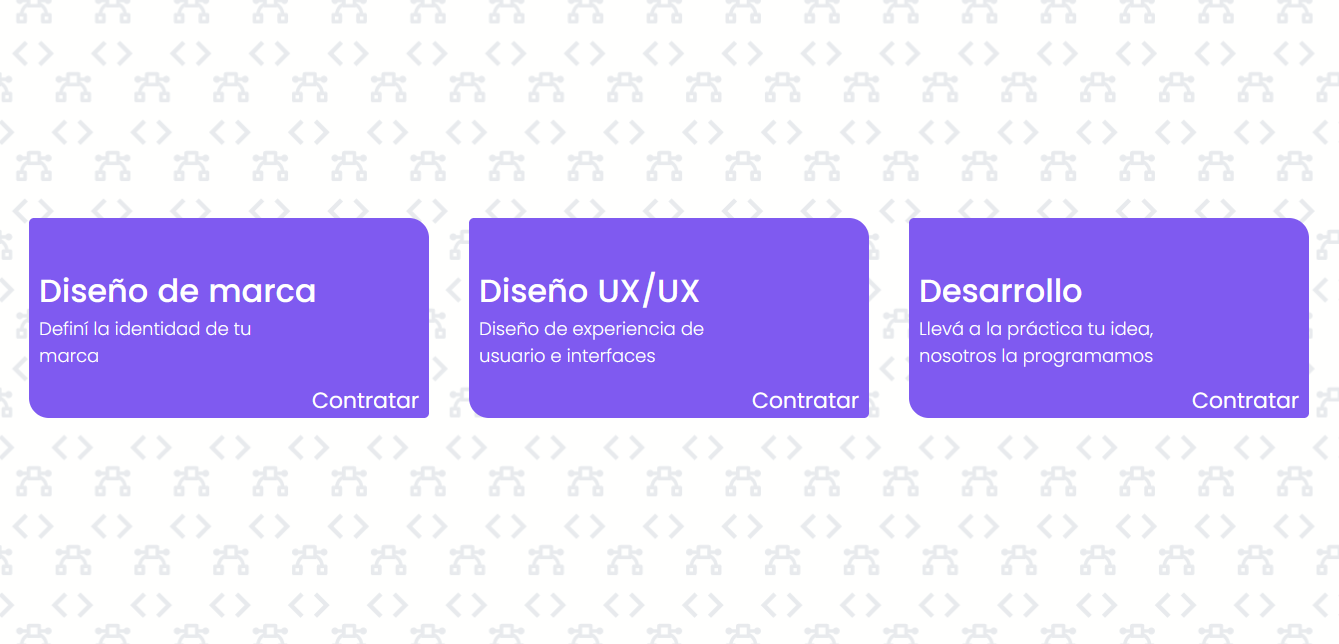 Diseño de marca
Definí la identidad de tu
marca
Contratar
Diseño UX/UX
Diseño de experiencia de
usuario e interfaces
Contratar
Desarrollo
Llevá a la práctica tu idea,
nosotros la programamos
Contratar